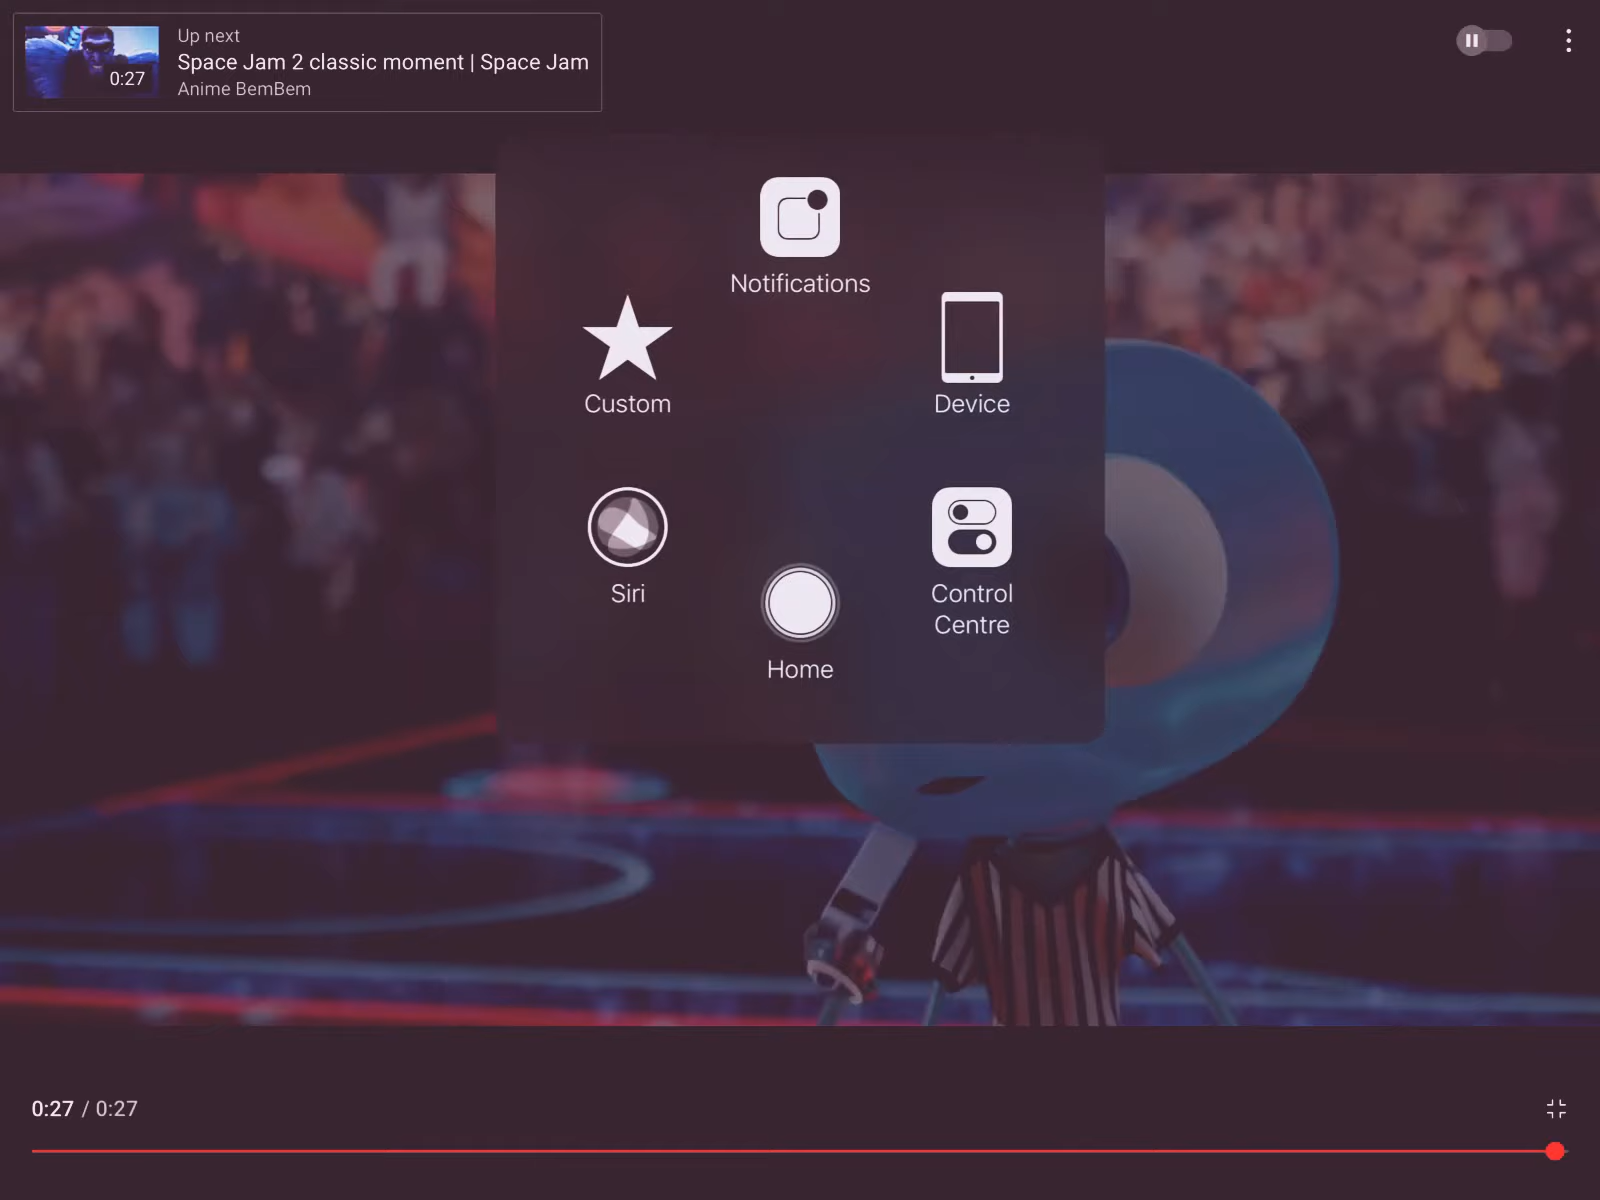 Up next
Space Jam 2 classic moment | Space Jam
Anime BemBem
0:27
Notifications
Custom
Device
Siri
Control
Centre
Home
0:27 / 0:27